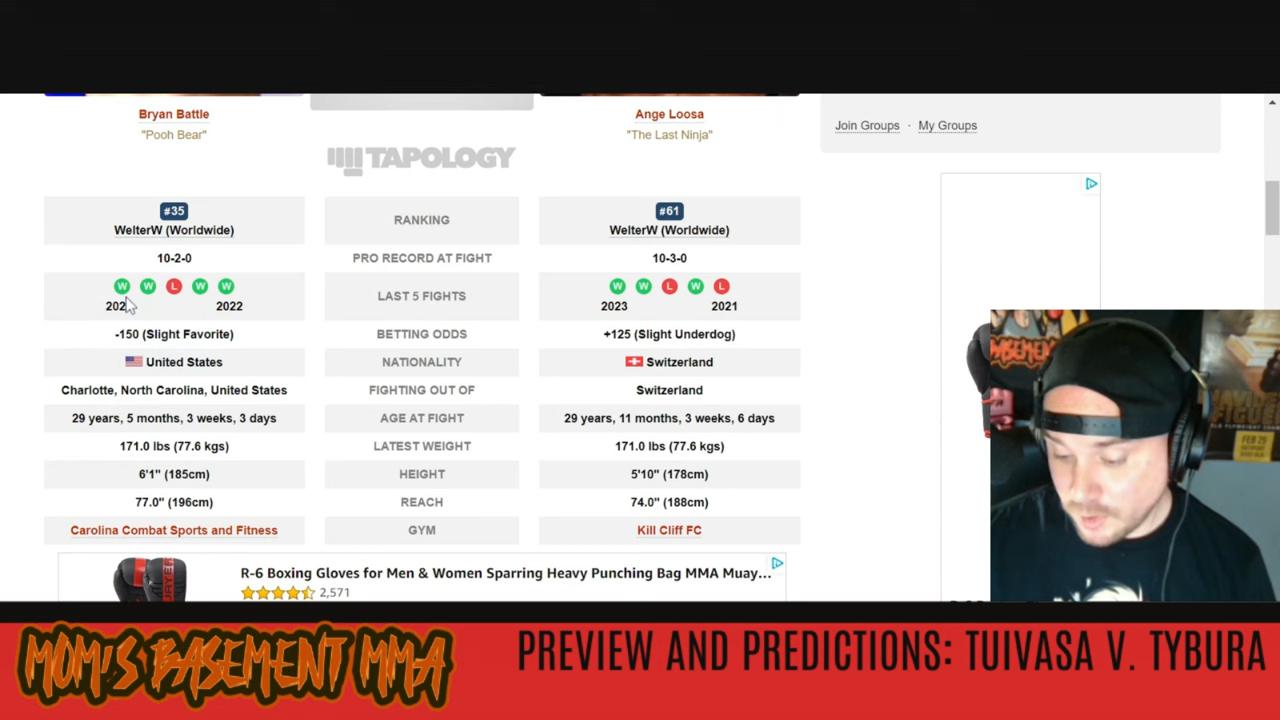 Bryan Battle
"Pooh Bear"
Ange Loosa
"The Last Ninja"
Join Groups · My Groups
TAPOLOGY
#35
WelterW (Worldwide)
RANKING
#61
WelterW (Worldwide)
10-2-0
PRO RECORD AT FIGHT
10-3-0
W W L W W
2022
LAST 5 FIGHTS
W W L W L
2023 2021
-150 (Slight Favorite)
BETTING ODDS
+125 (Slight Underdog)
United States
NATIONALITY
Switzerland
Charlotte, North Carolina, United States
FIGHTING OUT OF
Switzerland
29 years, 5 months, 3 weeks, 3 days
AGE AT FIGHT
29 years, 11 months, 3 weeks, 6 days
171.0 lbs (77.6 kgs)
LATEST WEIGHT
171.0 lbs (77.6 kgs)
6'1" (185cm)
HEIGHT
5'10" (178cm)
77.0" (196cm)
REACH
74.0" (188cm)
Carolina Combat Sports and Fitness
GYM
Kill Cliff FC
R-6 Boxing Gloves for Men & Women Sparring Heavy Punching Bag MMA Muay...
2,571
FEB 29
MOM'S BASEMENT MMA
PREVIEW AND PREDICTIONS: TUIVASA V. TYBURA